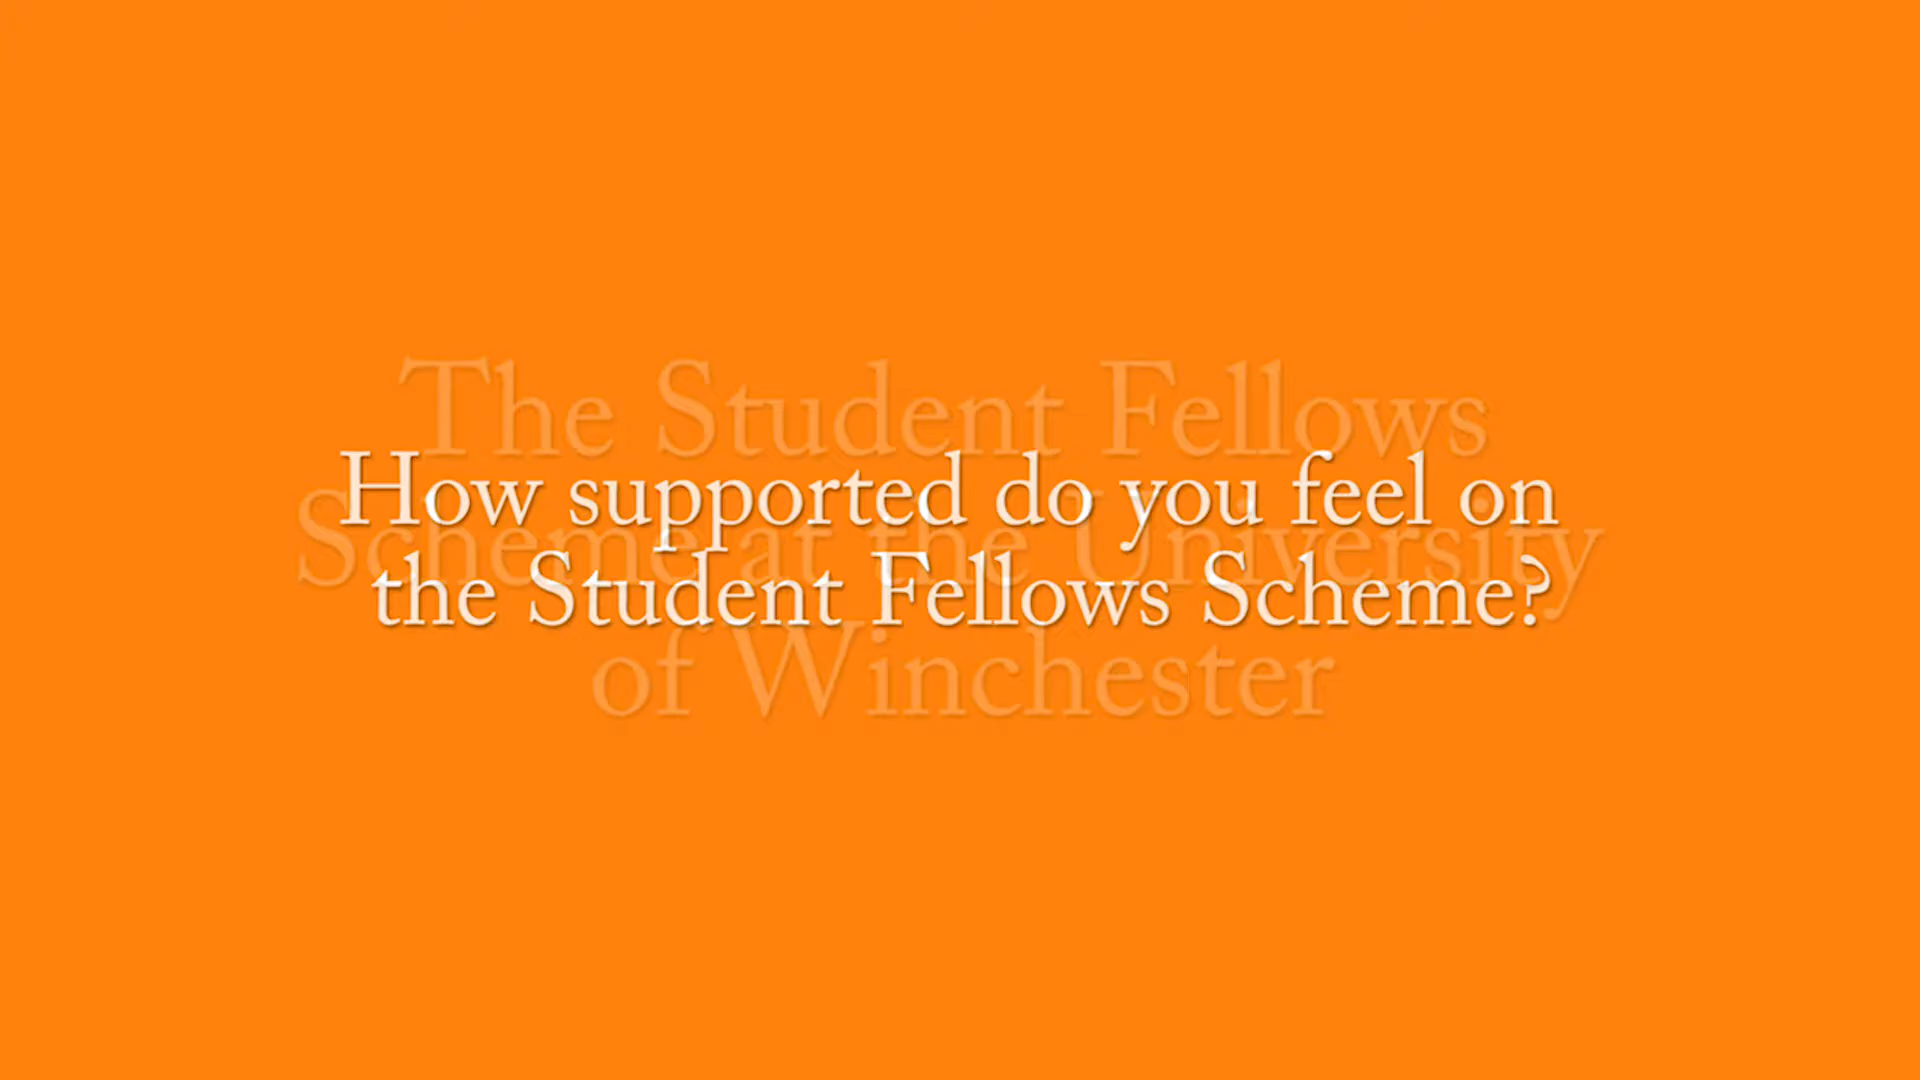 The Student Fellows
How supported do you feel on
Scheme at the University
the Student Fellows Scheme?
of Winchester